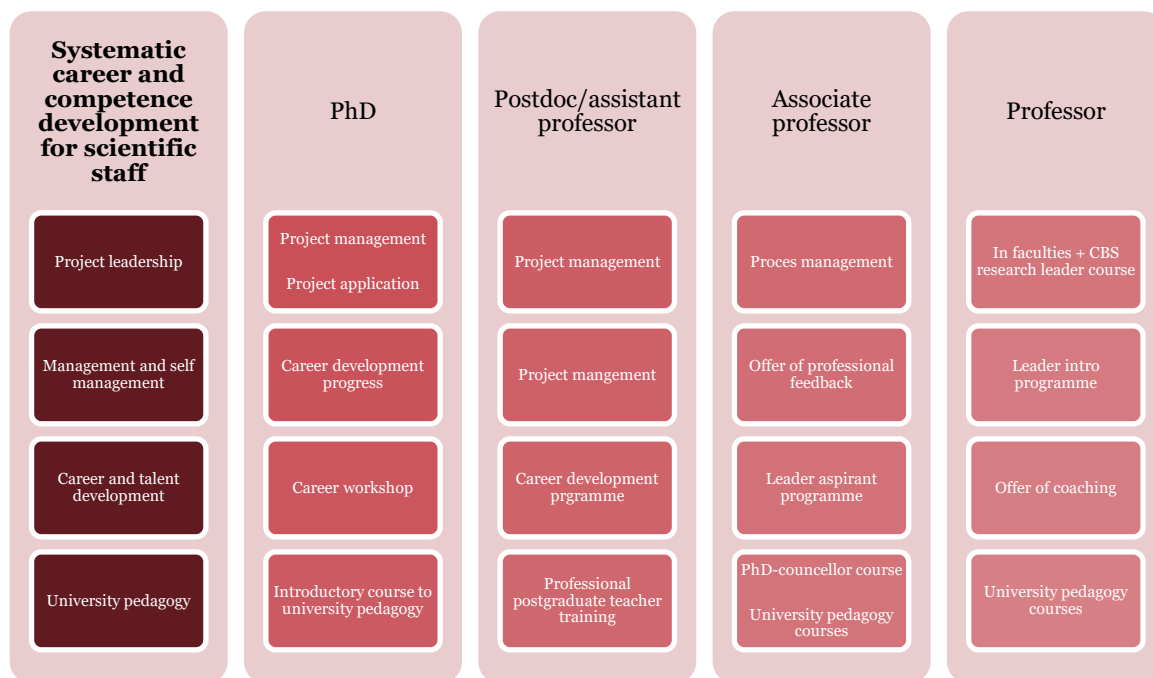 Systematic
career and
competence
development
for scientific
staff
PhD
Postdoc/assistant
professor
Associate
professor
Professor
Project leadership
Project management
Project application
Project management
Proces management
In faculties + CBS
research leader course
Management and self
management
Career development
progress
Project mangement
Offer of professional
feedback
Leader intro
programme
Career and talent
development
Career workshop
Career development
prgramme
Leader aspirant
programme
Offer of coaching
University pedagogy
Introductory course to
university pedagogy
Professional
postgraduate teacher
training
PhD-councellor course
University pedagogy
courses
University pedagogy
courses